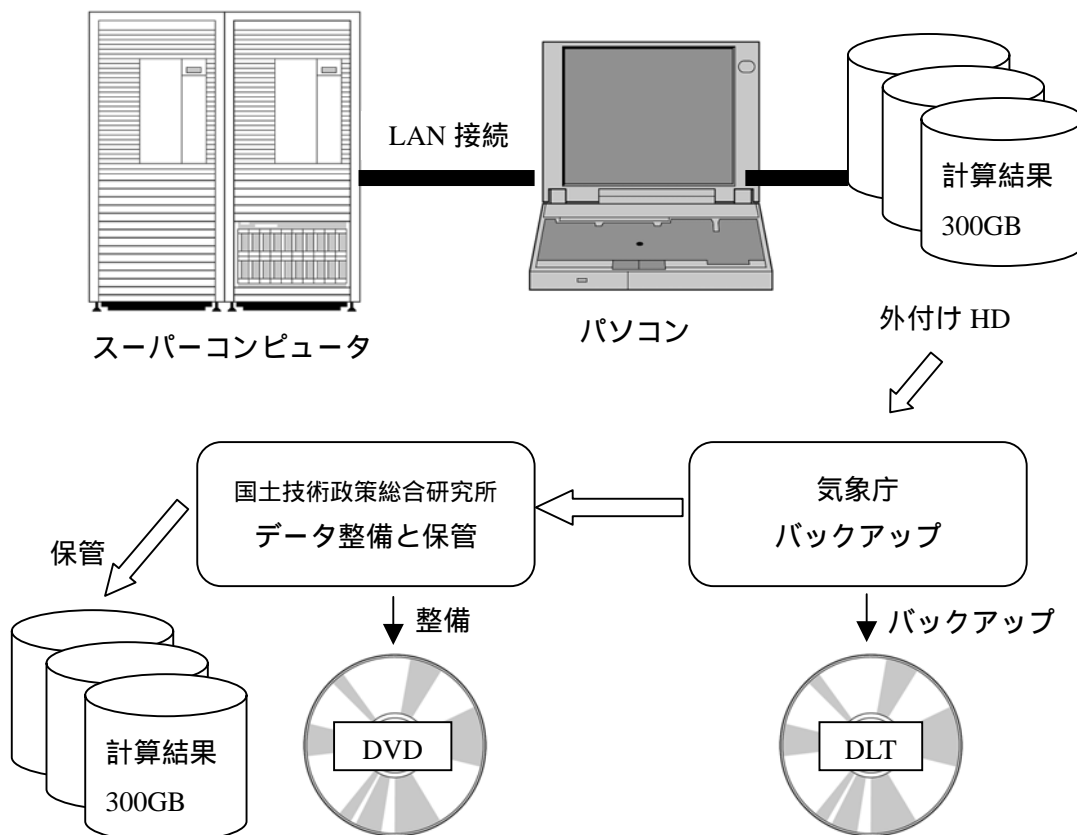 LAN 接続
計算結果
300GB
スーパーコンピュータ
パソコン
外付け HD
国土技術政策総合研究所
データ整備と保管
気象庁
バックアップ
保管
整備
バックアップ
計算結果
300GB
DVD
DLT